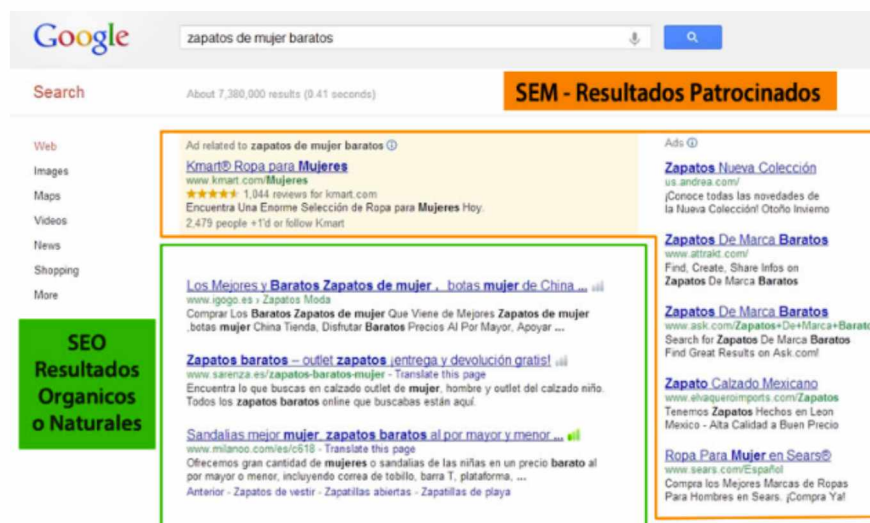 Google
zapatos de mujer baratos
Search
About 7,380,000 results (0.41 seconds)
SEM - Resultados Patrocinados
Web
Images
Maps
Videos
News
Shopping
More
SEO
Resultados
Organicos
o Naturales
Ad related to zapatos de mujer baratos
Kmart® Ropa para Mujeres
www.kmart.com/Mujeres
1,044 reviews for kmart.com
Encuentra Una Enorme Selección de Ropa para Mujeres Hoy.
2,479 people +1'd or follow Kmart
Los Mejores y Baratos Zapatos de mujer , botas mujer de China ...
www.igogo.es › Zapatos Moda
Comprar Los Baratos Zapatos de mujer Que Viene de Mejores Zapatos de mujer
,botas mujer China Tienda, Disfrutar Baratos Precios Al Por Mayor, Apoyar ...
Zapatos baratos – outlet zapatos ¡entrega y devolución gratis!
www.sarenza.es/zapatos-baratos-mujer - Translate this page
Encuentra lo que buscas en calzado outlet de mujer, hombre y outlet del calzado niño.
Todos los zapatos baratos online que buscabas están aquí.
Sandalias mejor mujer, zapatos baratos al por mayor y menor ...
www.milanoo.com/es/c618 - Translate this page
Ofrecemos gran cantidad de mujeres o sandalias de las niñas en un precio barato al
por mayor o menor, incluyendo correa de tobillo, barra T, plataforma, ...
Anterior - Zapatos de vestir - Zapatillas abiertas - Zapatillas de playa
Ads
Zapatos Nueva Colección
us.andrea.com/
¡Conoce todas las novedades de
la Nueva Colección! Otoño Invierno
Zapatos De Marca Baratos
www.attrakt.com/
Find, Create, Share Infos on
Zapatos De Marca Baratos
Zapatos De Marca Baratos
www.ask.com/Zapatos+De+Marca+Barato
Search for Zapatos De Marca Baratos
Find Great Results on Ask.com!
Zapato Calzado Mexicano
www.elvaqueroimports.com/Zapatos
Tenemos Zapatos Hechos en Leon
Mexico - Alta Calidad a Buen Precio
Ropa Para Mujer en Sears®
www.sears.com/Español
Compra los Mejores Marcas de Ropas
Para Hombres en Sears. ¡Compra Ya!